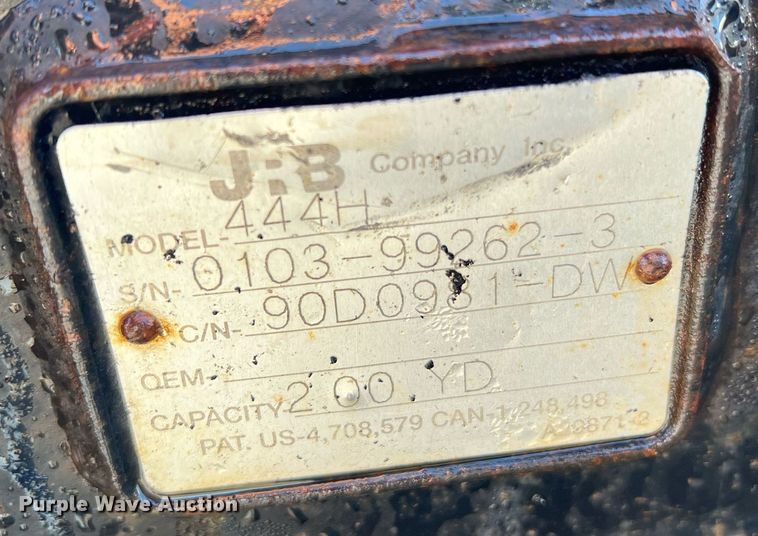 JRB Company Inc.
MODEL- 444H
S/N- 0103-99262-3
C/N- 90D0981-DW
OEM-
CAPACITY- 2.00 YD
PAT. US-4,708,579 CAN-1,248,498
Purple Wave Auction